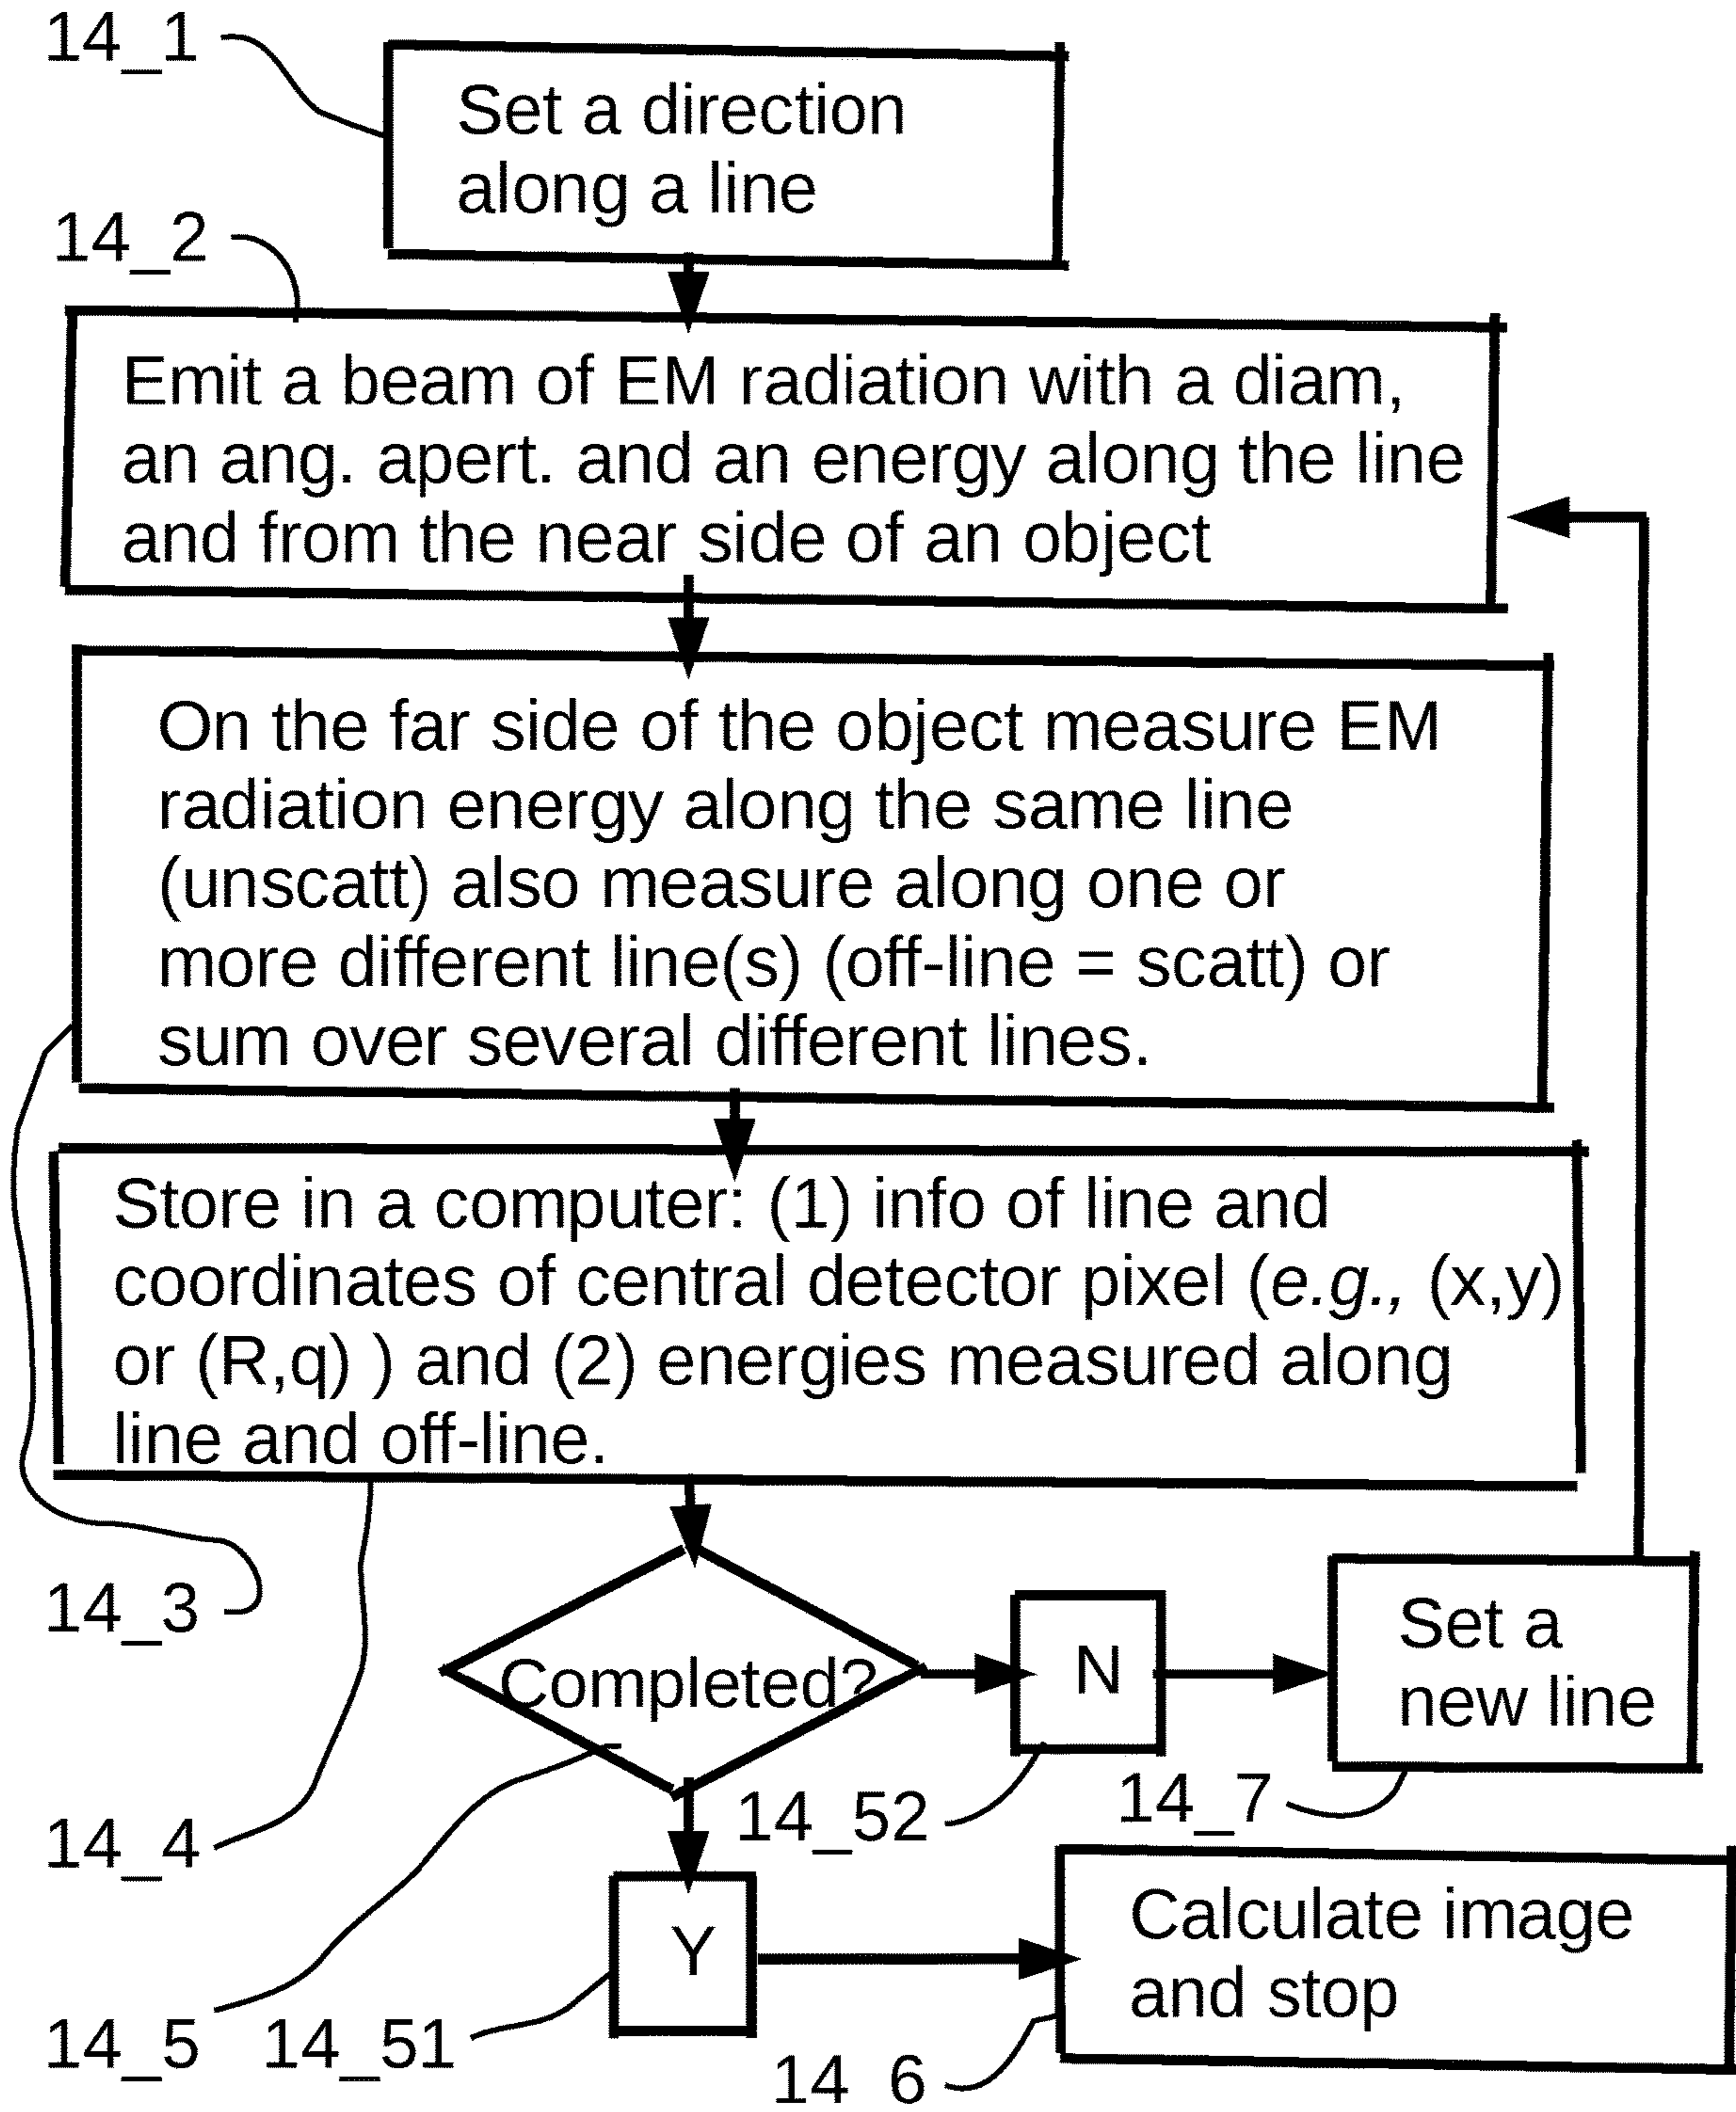 14_1
Set a direction
along a line
14_2
Emit a beam of EM radiation with a diam,
an ang. apert. and an energy along the line
and from the near side of an object
On the far side of the object measure EM
radiation energy along the same line
(unscatt) also measure along one or
more different line(s) (off-line = scatt) or
sum over several different lines.
Store in a computer: (1) info of line and
coordinates of central detector pixel (e.g., (x,y)
or (R,q) ) and (2) energies measured along
line and off-line.
14_3
Completed?
N
Set a
new line
14_4
14_52
14_7
Y
Calculate image
and stop
14_5
14_51
14 6